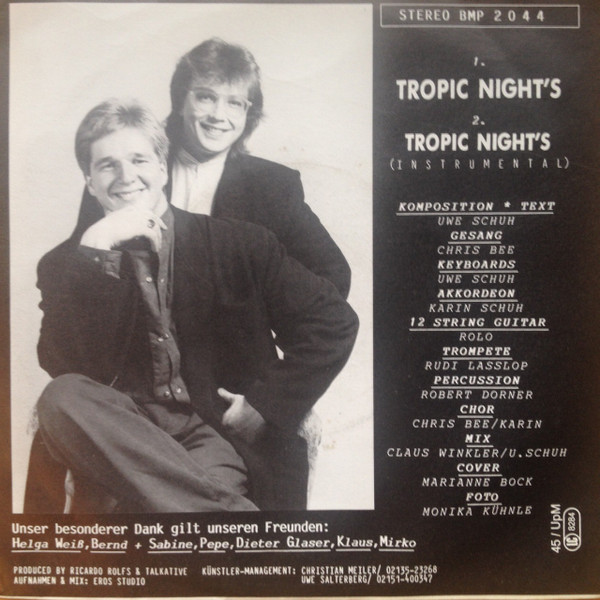 STEREO BMP 2044
1.
TROPIC NIGHT'S
2.
TROPIC NIGHT'S
(INSTRUMENTAL)
KOMPOSITION * TEXT
UWE SCHUH
GESANG
CHRIS BEE
KEYBOARDS
UWE SCHUH
AKKORDEON
KARIN SCHUH
12 STRING GUITAR
ROLO
TROMPETE
RUDI LASSLOP
PERCUSSION
ROBERT DORNER
CHOR
CHRIS BEE/KARIN
MIX
CLAUS WINKLER/U.SCHUH
COVER
MARIANNE BOCK
FOTO
MONIKA KÜHNLE
45/UpM
LC 8284
Unser besonderer Dank gilt unseren Freunden:
Helga Weiß,Bernd + Sabine,Pepe,Dieter Glaser,Klaus,Mirko
PRODUCED BY RICARDO ROLFS & TALKATIVE
AUFNAHMEN & MIX: EROS STUDIO
KÜNSTLER-MANAGEMENT: CHRISTIAN MEILER/ 02135-23268
UWE SALTERBERG/ 02151-400347